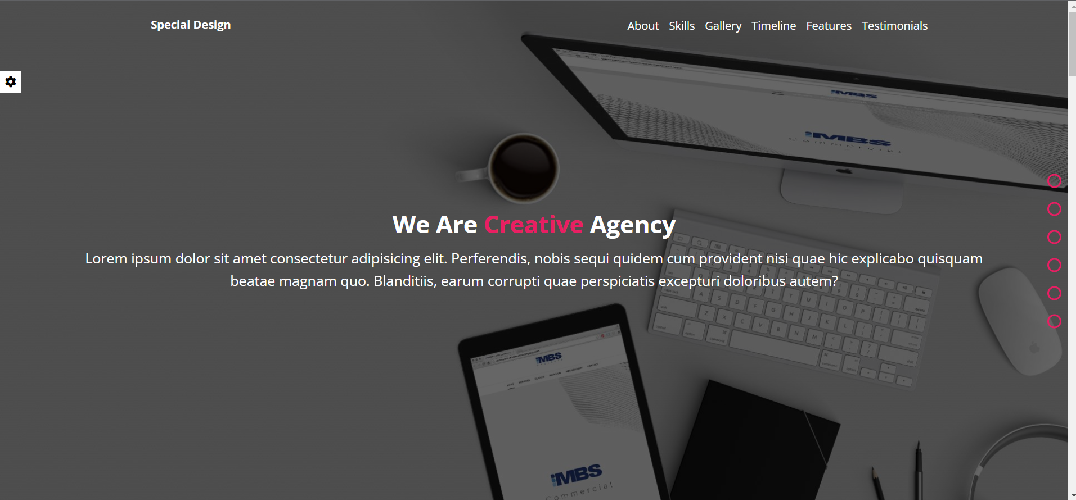 Special Design
About Skills Gallery Timeline Features Testimonials
We Are Creative Agency
Lorem ipsum dolor sit amet consectetur adipisicing elit. Perferendis, nobis sequi quidem cum provident nisi quae hic explicabo quisquam
beatae magnam quo. Blanditiis, earum corrupti quae perspiciatis excepturi doloribus autem?
MBS
MBS
MBS
MBS
Commercial